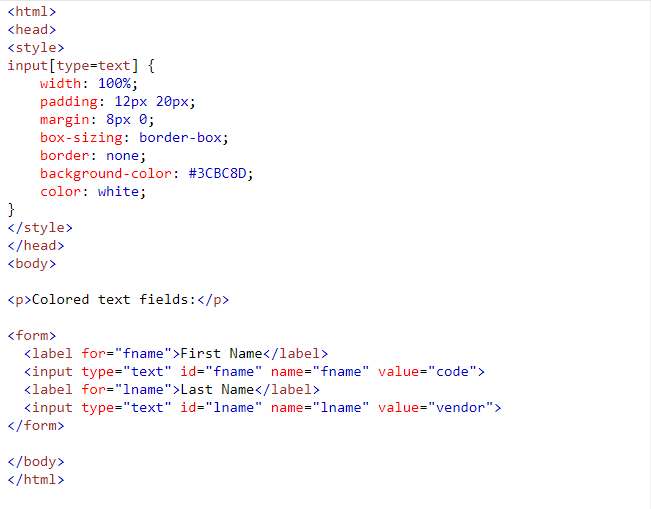 <html>
<head>
<style>
input[type=text] {
    width: 100%;
    padding: 12px 20px;
    margin: 8px 0;
    box-sizing: border-box;
    border: none;
    background-color: #3CBC8D;
    color: white;
}
</style>
</head>
<body>

<p>Colored text fields:</p>

<form>
  <label for="fname">First Name</label>
  <input type="text" id="fname" name="fname" value="code">
  <label for="lname">Last Name</label>
  <input type="text" id="lname" name="lname" value="vendor">
</form>

</body>
</html>